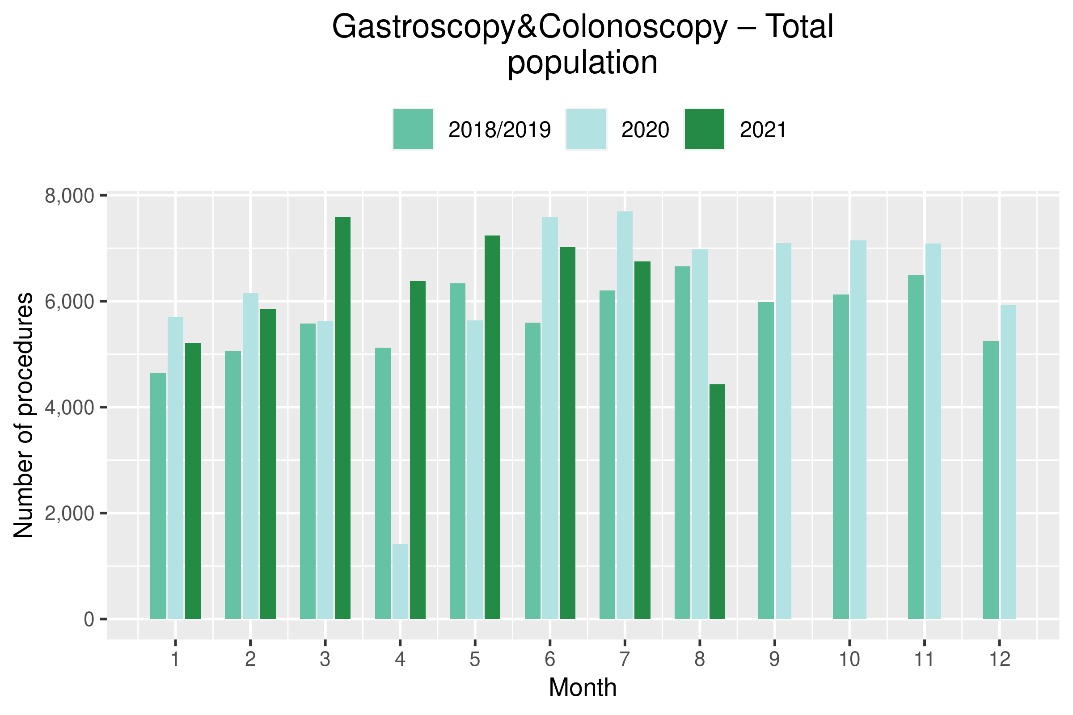 Gastroscopy&Colonoscopy – Total
population
2018/2019 2020 2021
8,000
6,000
4,000
2,000
0
Number of procedures
1 2 3 4 5 6 7 8 9 10 11 12
Month